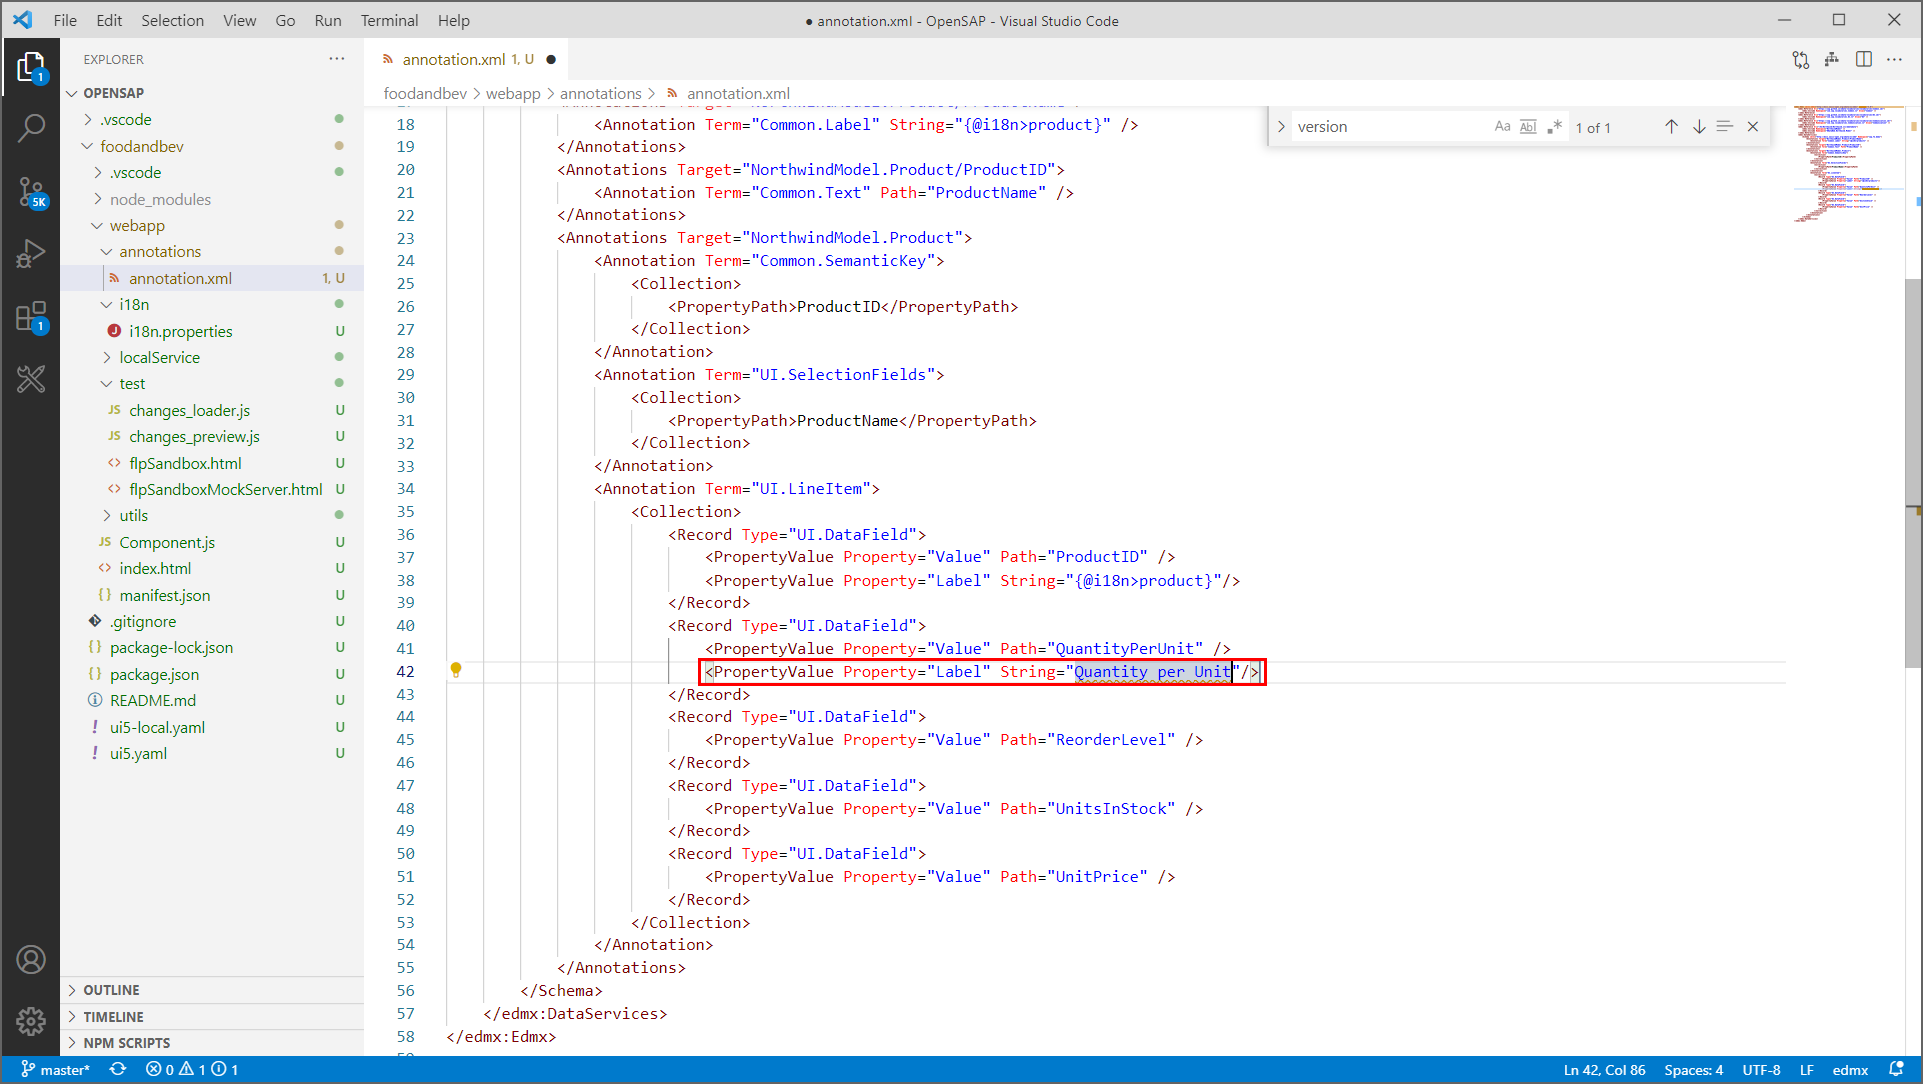 File Edit Selection View Go Run Terminal Help
● annotation.xml - OpenSAP - Visual Studio Code
EXPLORER
OPENSAP
.vscode
foodandbev
.vscode
node_modules
webapp
annotations
annotation.xml 1, U
i18n
i18n.properties U
localService
test
changes_loader.js U
changes_preview.js U
flpSandbox.html U
flpSandboxMockServer.html U
utils
Component.js U
index.html U
manifest.json U
.gitignore U
package-lock.json U
package.json U
README.md U
ui5-local.yaml U
ui5.yaml U
OUTLINE
TIMELINE
NPM SCRIPTS
1
5K
1
annotation.xml 1, U ●
foodandbev > webapp > annotations > annotation.xml
version Aa Abl .* 1 of 1
18 <Annotation Term="Common.Label" String="{@i18n>product}" />
19 </Annotations>
20 <Annotations Target="NorthwindModel.Product/ProductID">
21 <Annotation Term="Common.Text" Path="ProductName" />
22 </Annotations>
23 <Annotations Target="NorthwindModel.Product">
24 <Annotation Term="Common.SemanticKey">
25 <Collection>
26 <PropertyPath>ProductID</PropertyPath>
27 </Collection>
28 </Annotation>
29 <Annotation Term="UI.SelectionFields">
30 <Collection>
31 <PropertyPath>ProductName</PropertyPath>
32 </Collection>
33 </Annotation>
34 <Annotation Term="UI.LineItem">
35 <Collection>
36 <Record Type="UI.DataField">
37 <PropertyValue Property="Value" Path="ProductID" />
38 <PropertyValue Property="Label" String="{@i18n>product}"/>
39 </Record>
40 <Record Type="UI.DataField">
41 <PropertyValue Property="Value" Path="QuantityPerUnit" />
42 <PropertyValue Property="Label" String="Quantity per Unit"/>
43 </Record>
44 <Record Type="UI.DataField">
45 <PropertyValue Property="Value" Path="ReorderLevel" />
46 </Record>
47 <Record Type="UI.DataField">
48 <PropertyValue Property="Value" Path="UnitsInStock" />
49 </Record>
50 <Record Type="UI.DataField">
51 <PropertyValue Property="Value" Path="UnitPrice" />
52 </Record>
53 </Collection>
54 </Annotation>
55 </Annotations>
56 </Schema>
57 </edmx:DataServices>
58 </edmx:Edmx>
master* 0 1 1 Ln 42, Col 86 Spaces: 4 UTF-8 LF edmx